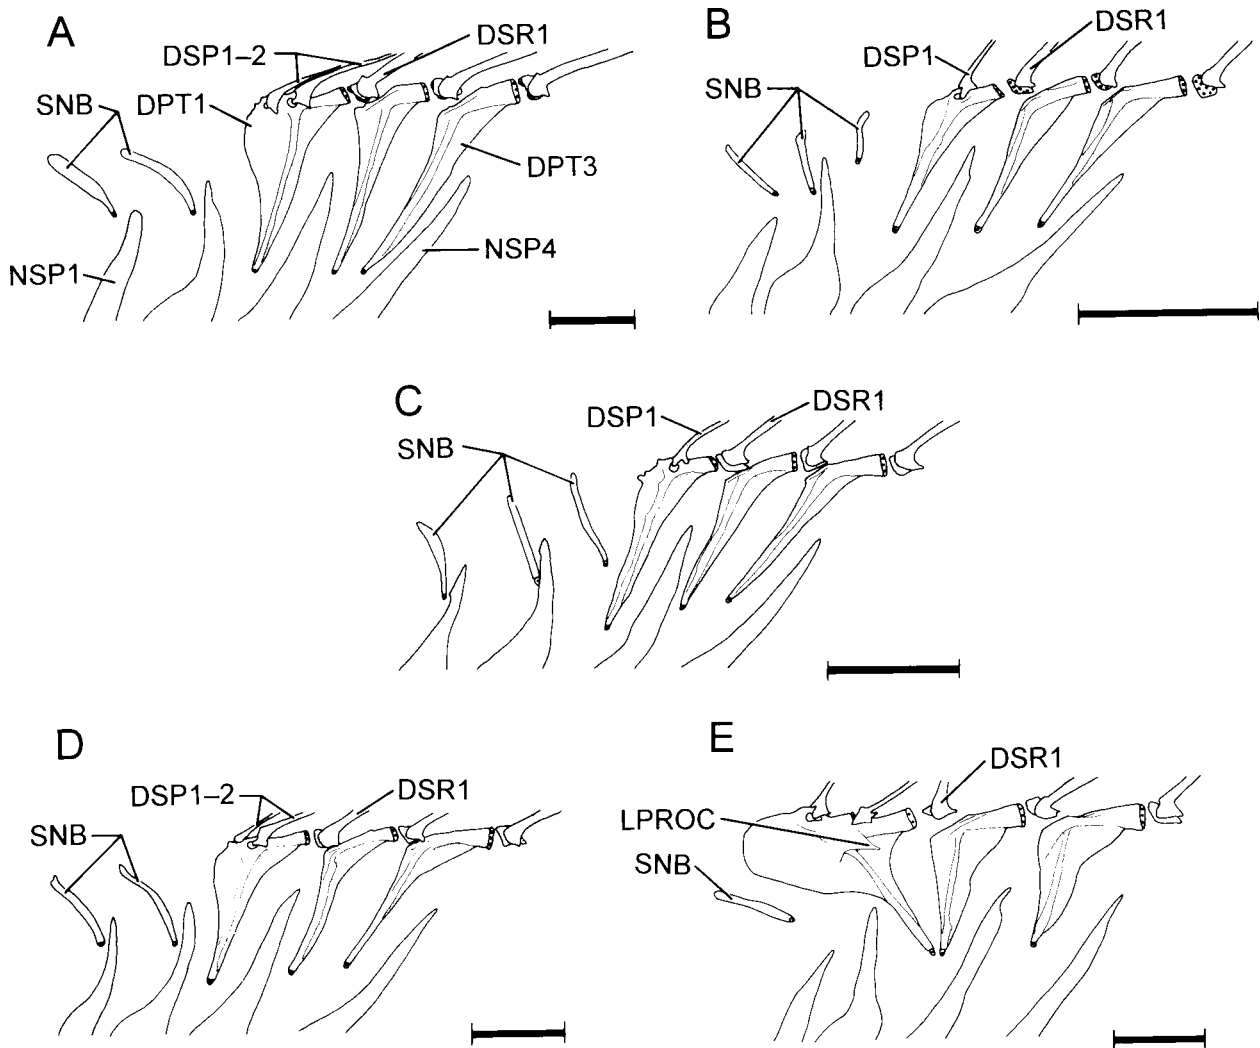 A
DSP1–2
DSR1
SNB
DPT1
DPT3
NSP1
NSP4
B
DSR1
DSP1
SNB
C
DSR1
DSP1
SNB
D
DSP1–2
DSR1
SNB
E
DSR1
LPROC
SNB